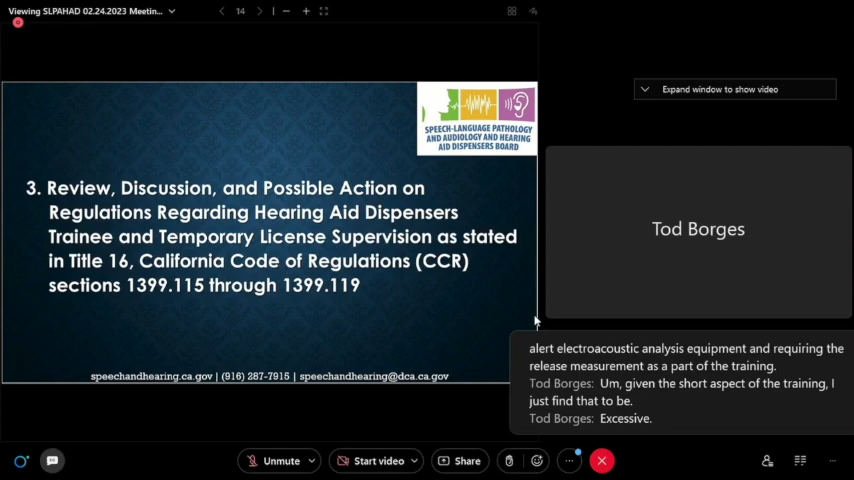 Viewing SLPAHAD 02.24.2023 Meetin...
14
Expand window to show video
SPEECH-LANGUAGE PATHOLOGY
AND AUDIOLOGY AND HEARING
AID DISPENSERS BOARD
3. Review, Discussion, and Possible Action on
Regulations Regarding Hearing Aid Dispensers
Trainee and Temporary License Supervision as stated
in Title 16, California Code of Regulations (CCR)
sections 1399.115 through 1399.119
speechandhearing.ca.gov | (916) 287-7915 | speechandhearing@dca.ca.gov
Tod Borges
alert electroacoustic analysis equipment and requiring the
release measurement as a part of the training.
Tod Borges: Um, given the short aspect of the training, I
just find that to be.
Tod Borges: Excessive.
Unmute
Start video
Share